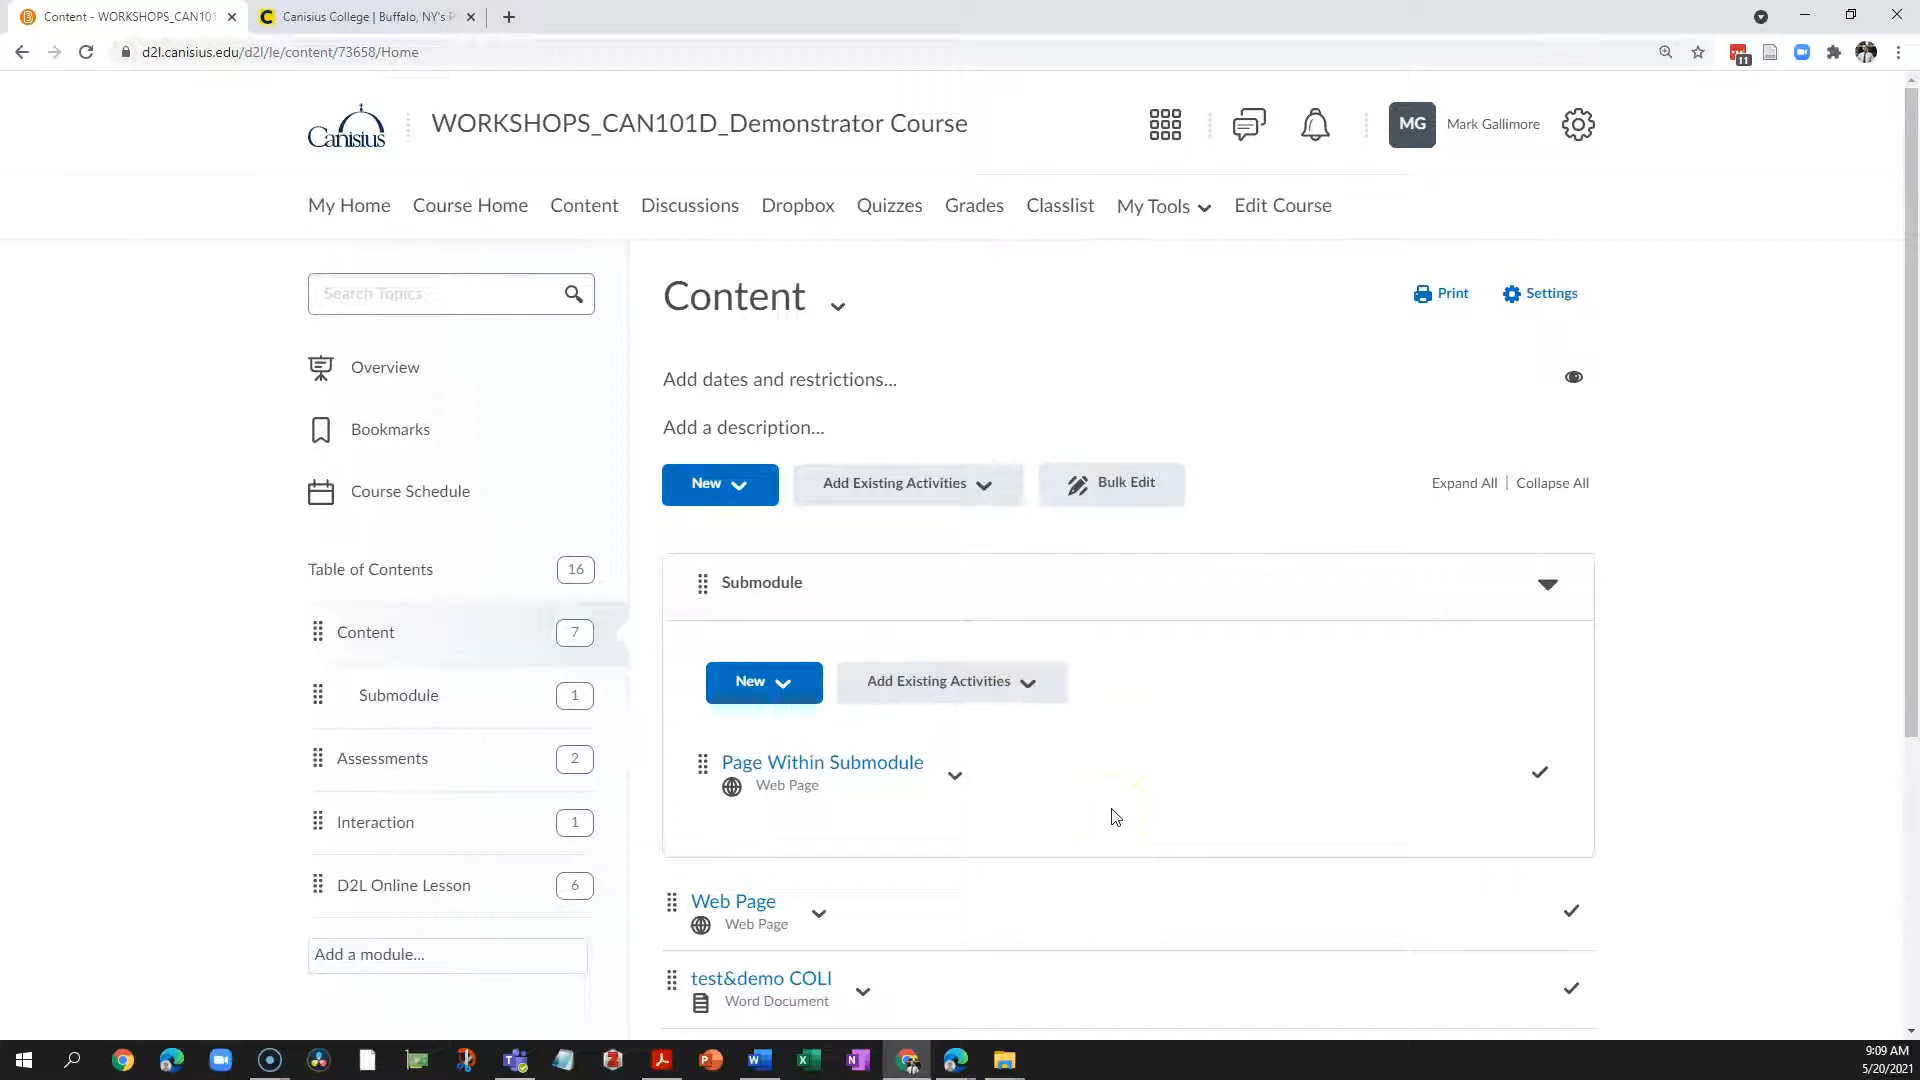 Content - WORKSHOPS_CAN101
Canisius College | Buffalo, NY's
d2l.canisius.edu/d2l/le/content/73658/Home
11
Canisius
WORKSHOPS_CAN101D_Demonstrator Course
MG
Mark Gallimore
My Home
Course Home
Content
Discussions
Dropbox
Quizzes
Grades
Classlist
My Tools
Edit Course
Search Topics
Overview
Bookmarks
Course Schedule
Table of Contents
16
Content
7
Submodule
1
Assessments
2
Interaction
1
D2L Online Lesson
6
Add a module...
Content
Print
Settings
Add dates and restrictions...
Add a description...
New
Add Existing Activities
Bulk Edit
Expand All | Collapse All
Submodule
New
Add Existing Activities
Page Within Submodule
Web Page
Web Page
Web Page
test&demo COLI
Word Document
9:09 AM
5/20/2021